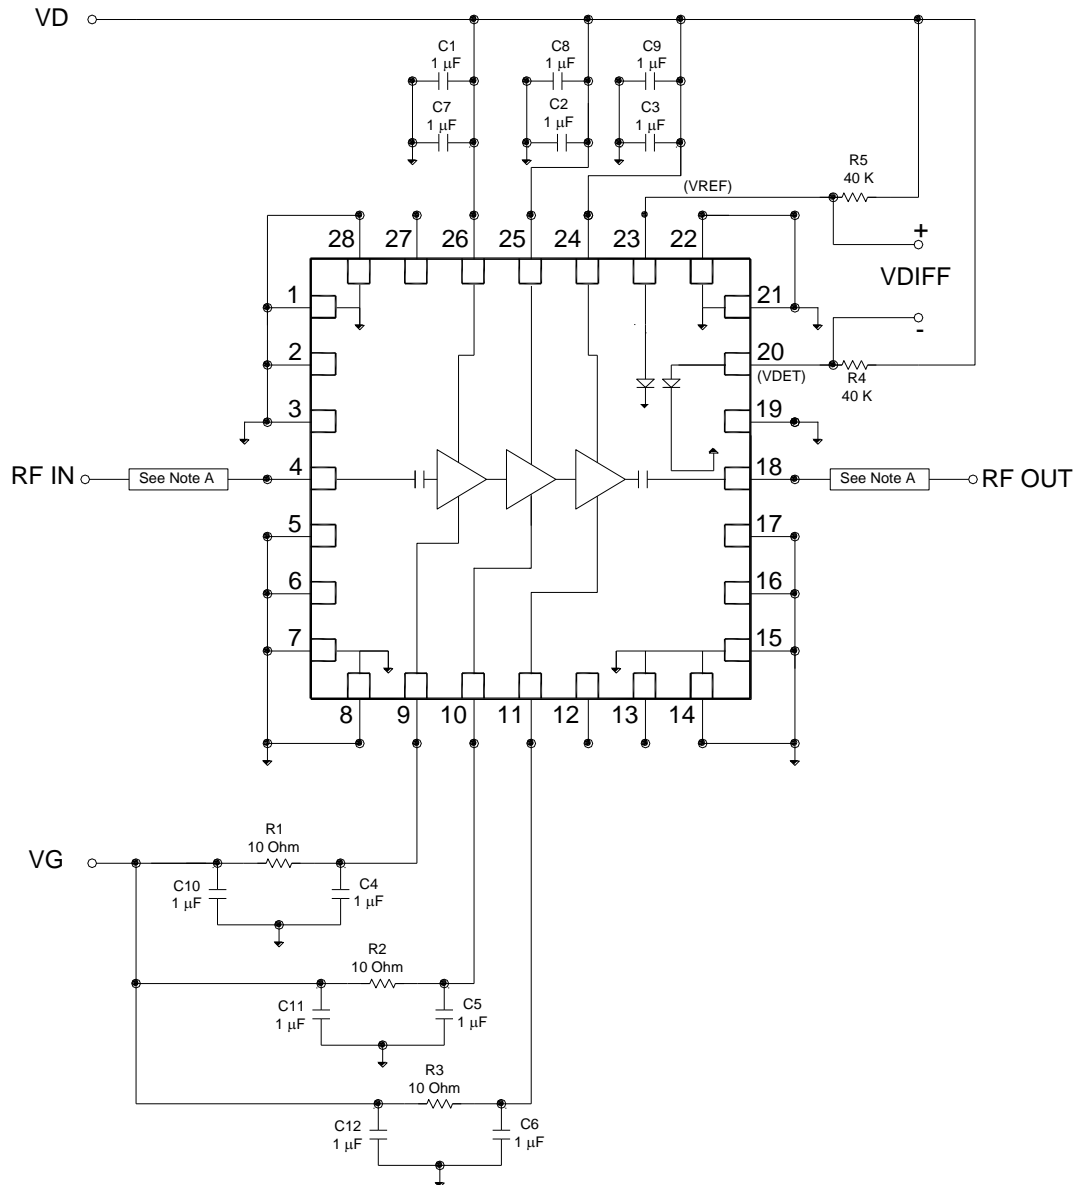 VD
C1
1 µF
C8
1 µF
C9
1 µF
C7
1 µF
C2
1 µF
C3
1 µF
R5
40 K
(VREF)
28
27
26
25
24
23
22
+
VDIFF
-
1
21
2
20
(VDET)
R4
40 K
3
19
RF IN
See Note A
4
18
See Note A
RF OUT
5
17
6
16
7
15
8
9
10
11
12
13
14
VG
R1
10 Ohm
C10
1 µF
C4
1 µF
R2
10 Ohm
C11
1 µF
C5
1 µF
R3
10 Ohm
C12
1 µF
C6
1 µF